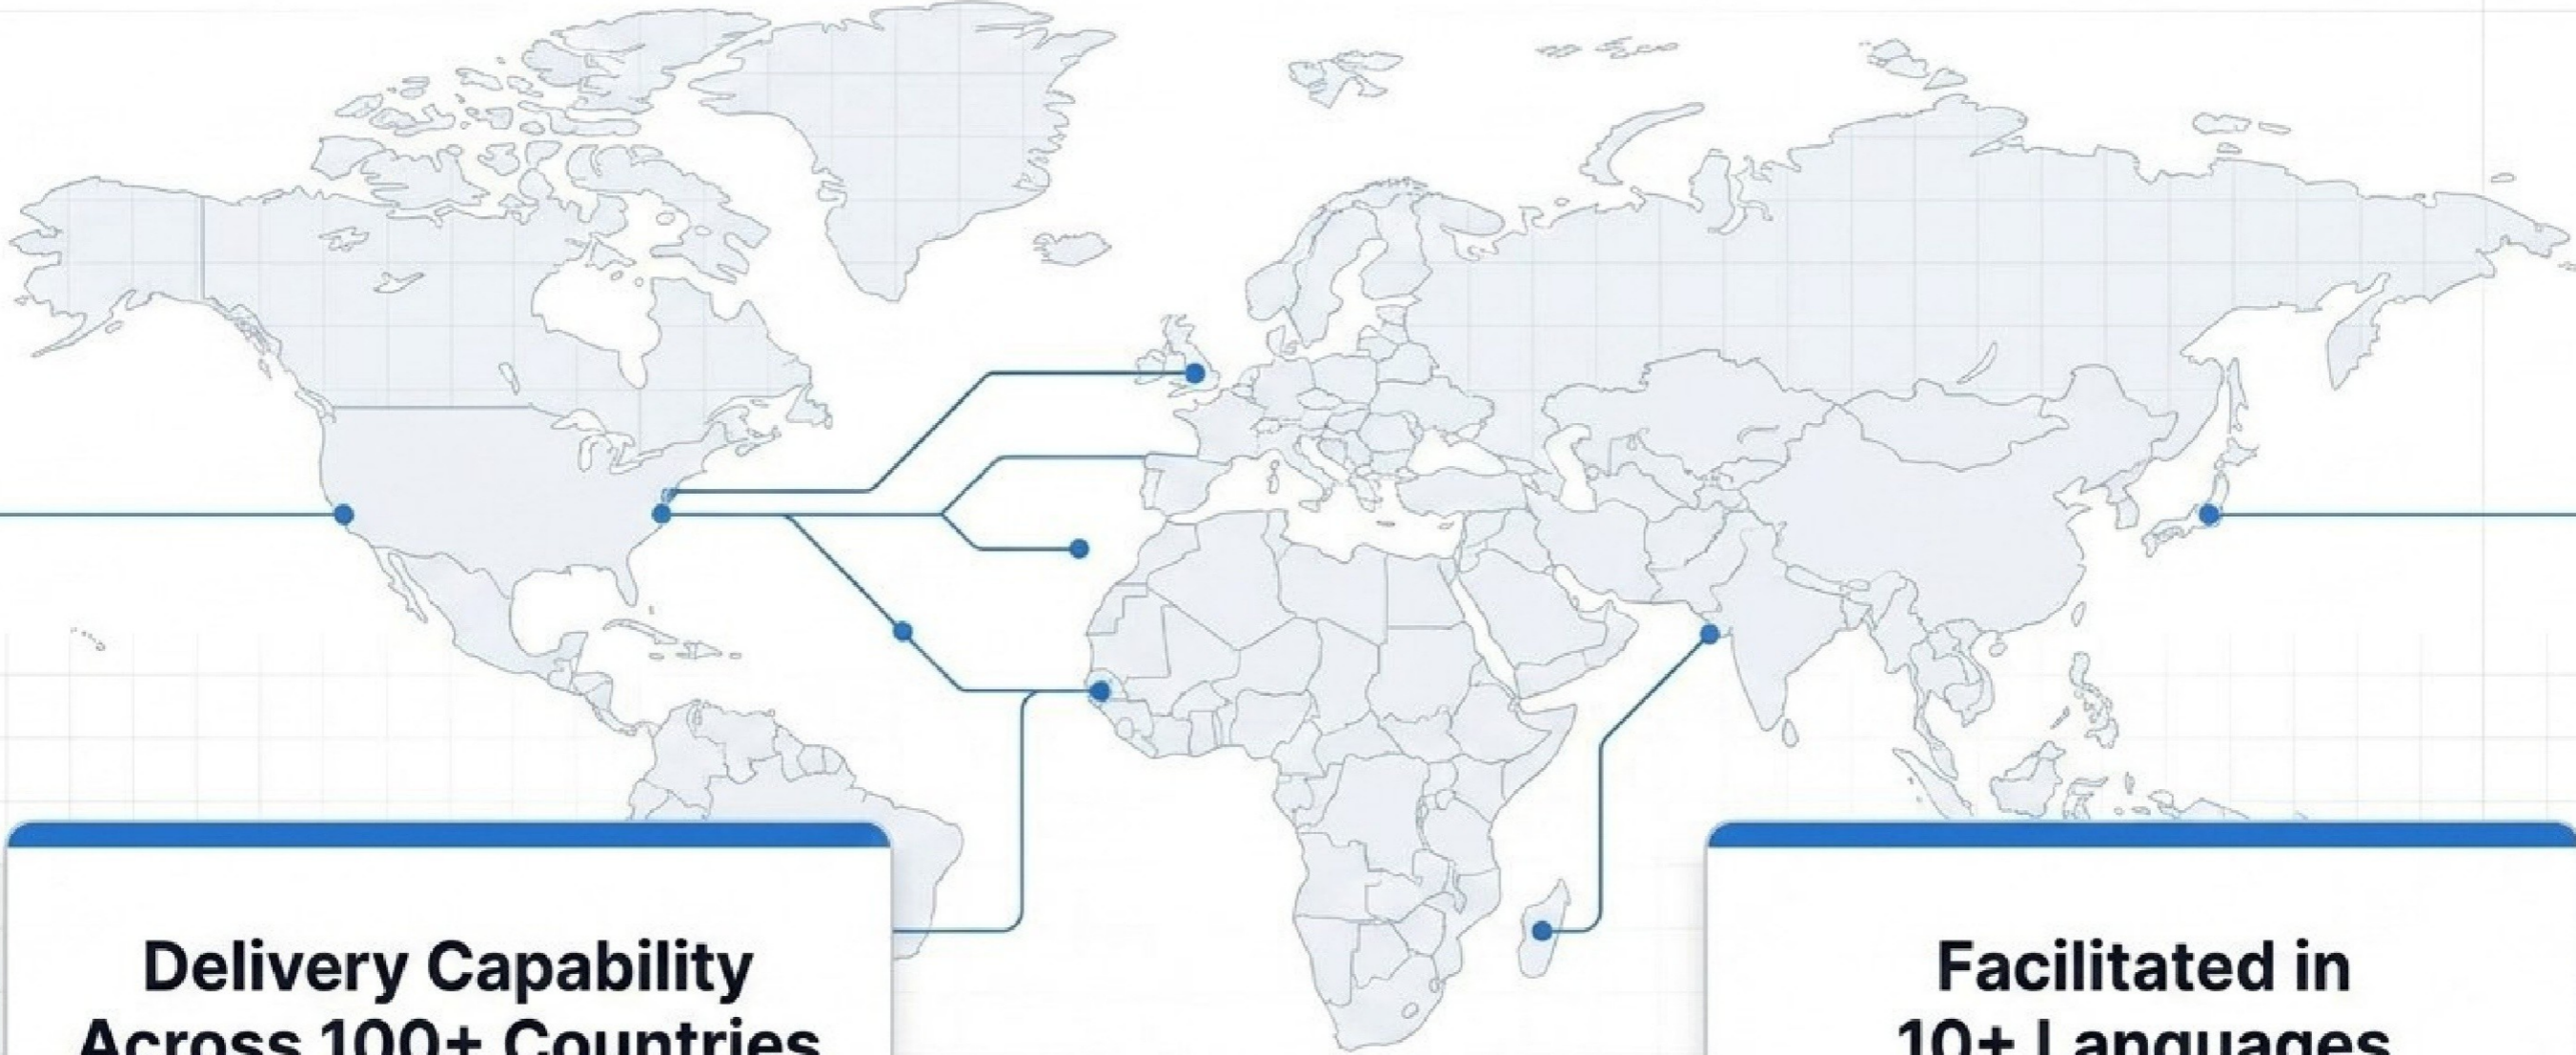 Delivery Capability
Across 100+ Countries
Facilitated in
10+ Languages